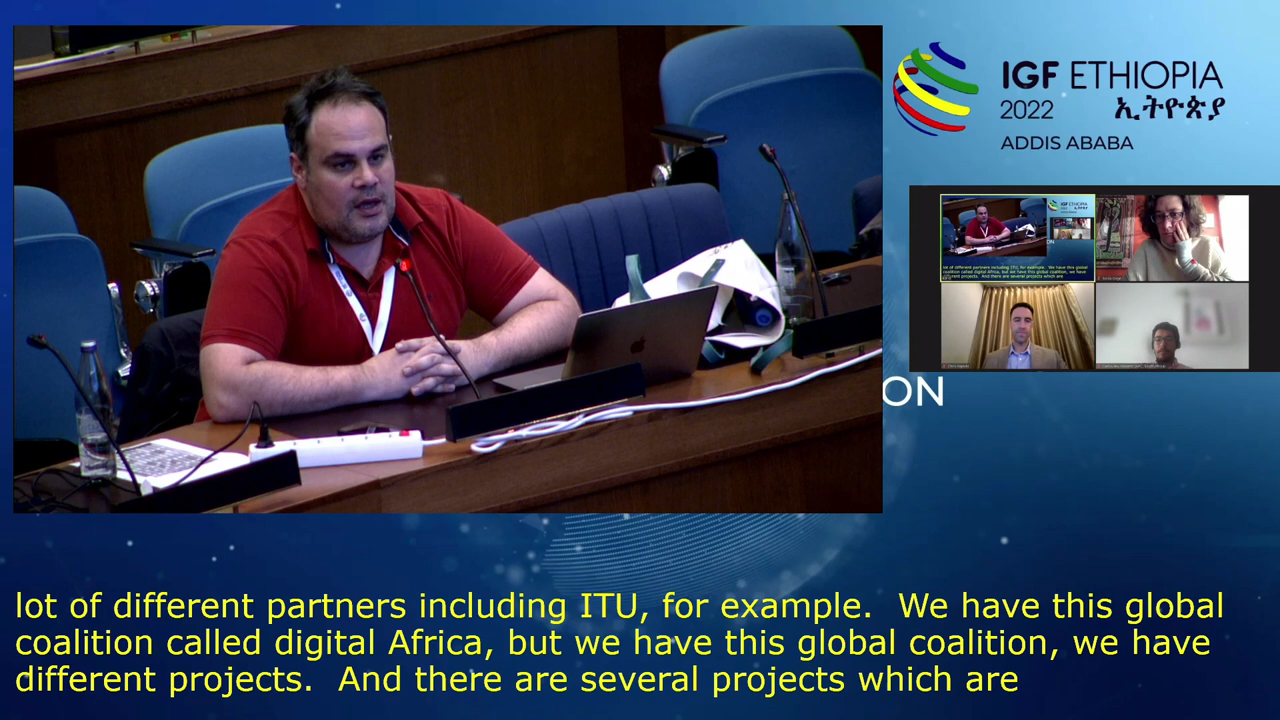 IGF ETHIOPIA
2022 ኢትዮጵያ
ADDIS ABABA
ON
lot of different partners including ITU, for example. We have this global
coalition called digital Africa, but we have this global coalition, we have
different projects. And there are several projects which are